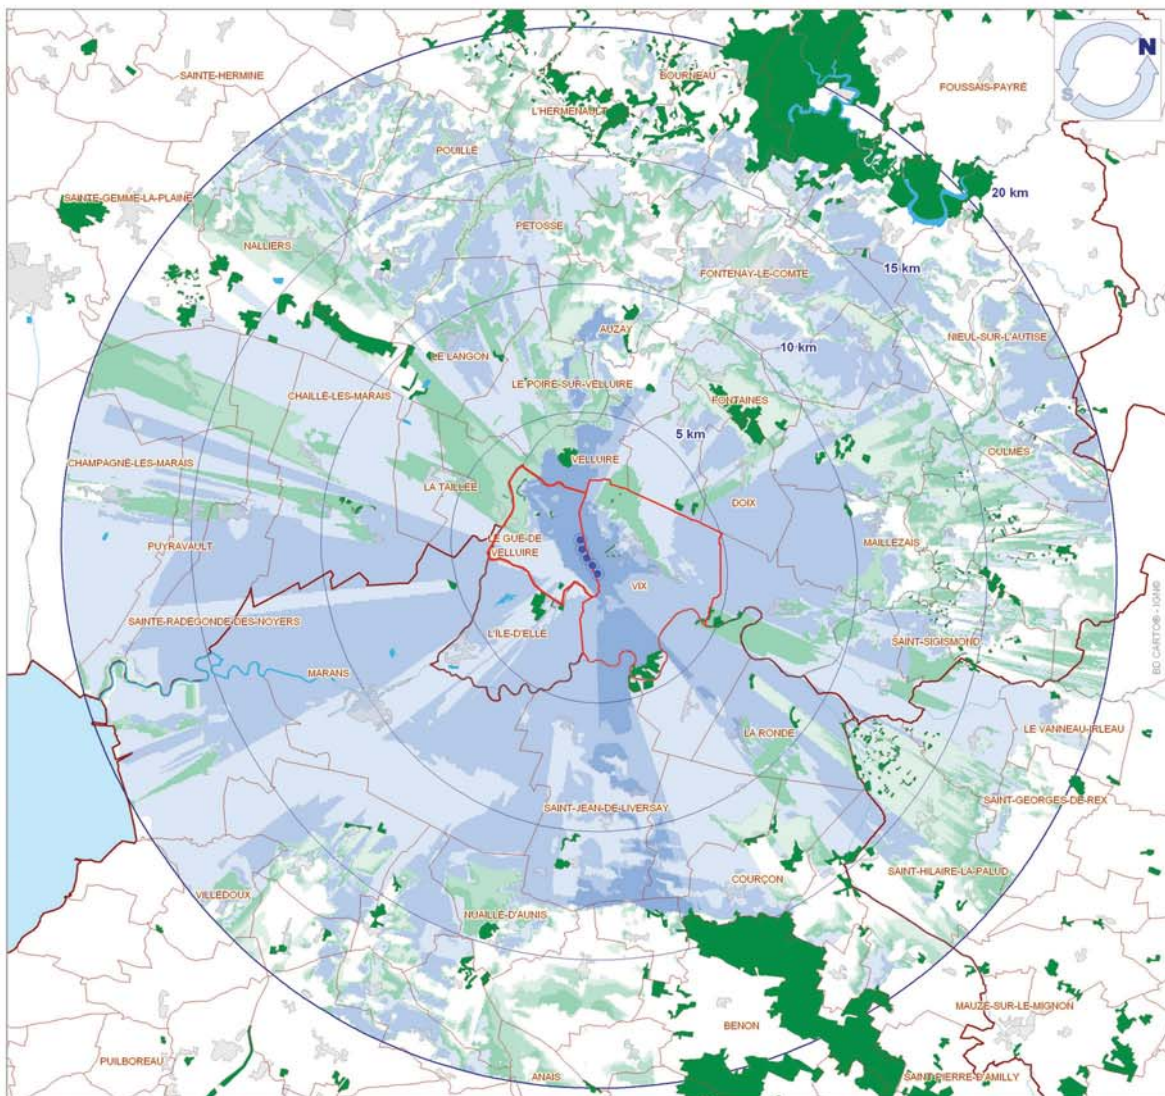 N
S
SAINTE-HERMINE
BOURNEAU
FOUSSAIS-PAYRÉ
L'HERMENAULT
POUILLÉ
SAINTE-GEMME-LA-PLAINE
20 km
PETOSSE
NALLIERS
FONTENAY-LE-COMTE
15 km
AUZAY
NIEUL-SUR-L'AUTISE
10 km
LE LANGON
LE POIRE-SUR-VELLUIRE
CHAILLÉ-LES-MARAIS
FONTAINES
5 km
OULMES
VELLUIRE
CHAMPAGNÉ-LES-MARAIS
LA TAILLÉE
DOIX
LE GUÉ-DE
VELLUIRE
MAILLEZAIS
PUYRAVAULT
VIX
BD CARTO® - IGN®
SAINTE-RADÉGONDE-DES-NOYERS
L'ILE-D'ELLE
SAINT-SIGISMOND
MARANS
LE VANNEAU-IRLEAU
LA RONDE
SAINT-GEORGES-DE-REX
SAINT-JEAN-DE-LIVERSAY
SAINT-HILAIRE-LA-PALUD
COURÇON
VILLEDOUX
NUAILLÉ-D'AUNIS
MAUZÉ-SUR-LE-MIGNON
BENON
PUILBOREAU
ANAIS
SAINT-PIERRE-D'AMILLY